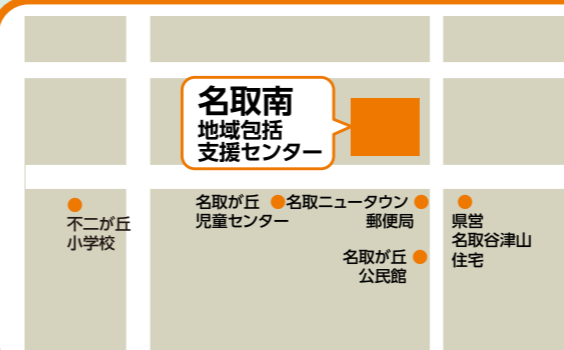 名取南
地域包括
支援センター
不二が丘
小学校
名取が丘
児童センター
名取ニュータウン
郵便局
名取が丘
公民館
県営
名取谷津山
住宅